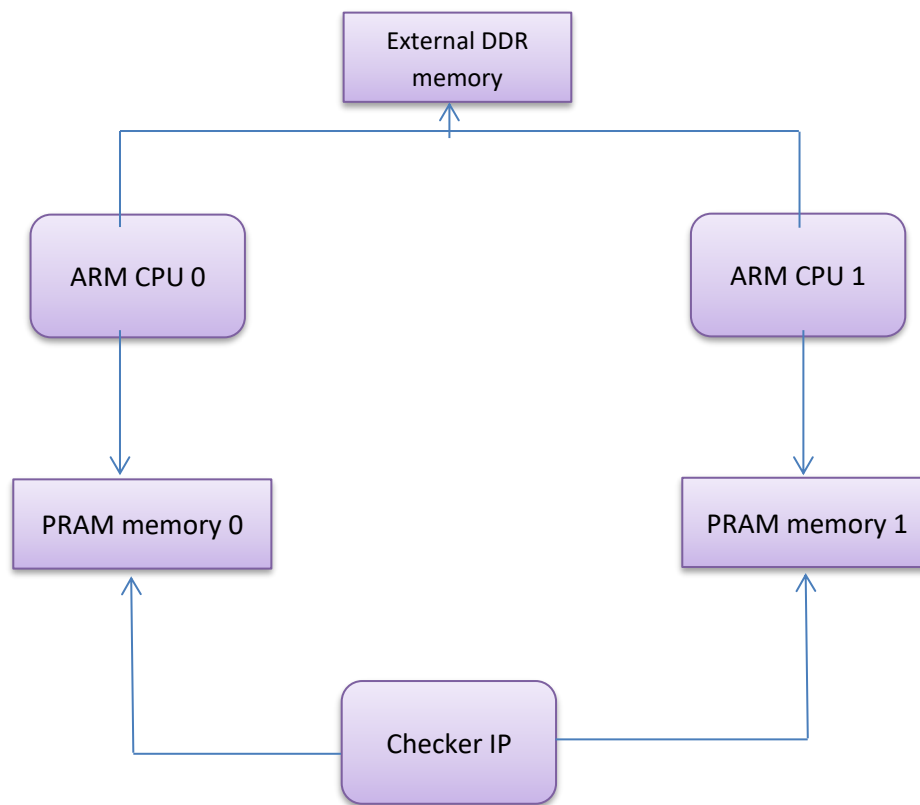 External DDR
memory
ARM CPU 0
ARM CPU 1
PRAM memory 0
PRAM memory 1
Checker IP